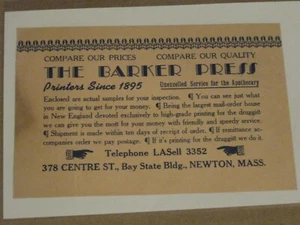 COMPARE OUR PRICES COMPARE OUR QUALITY
THE BARKER PRESS
Printers Since 1895 Unexcelled Service for the Apothecary
Enclosed are actual samples for your inspection. ¶ You can see just what
you are going to get for your money. ¶ Being the largest mail-order house
in New England devoted exclusively to high-grade printing for the druggist
we can give you the most for your money with friendly and speedy service.
¶ Shipment is made within ten days of receipt of order. ¶ If remittance ac-
companies order we pay postage. ¶ If it's printing for the druggist we do it.
Telephone LASell 3352
378 CENTRE ST., Bay State Bldg., NEWTON, MASS.